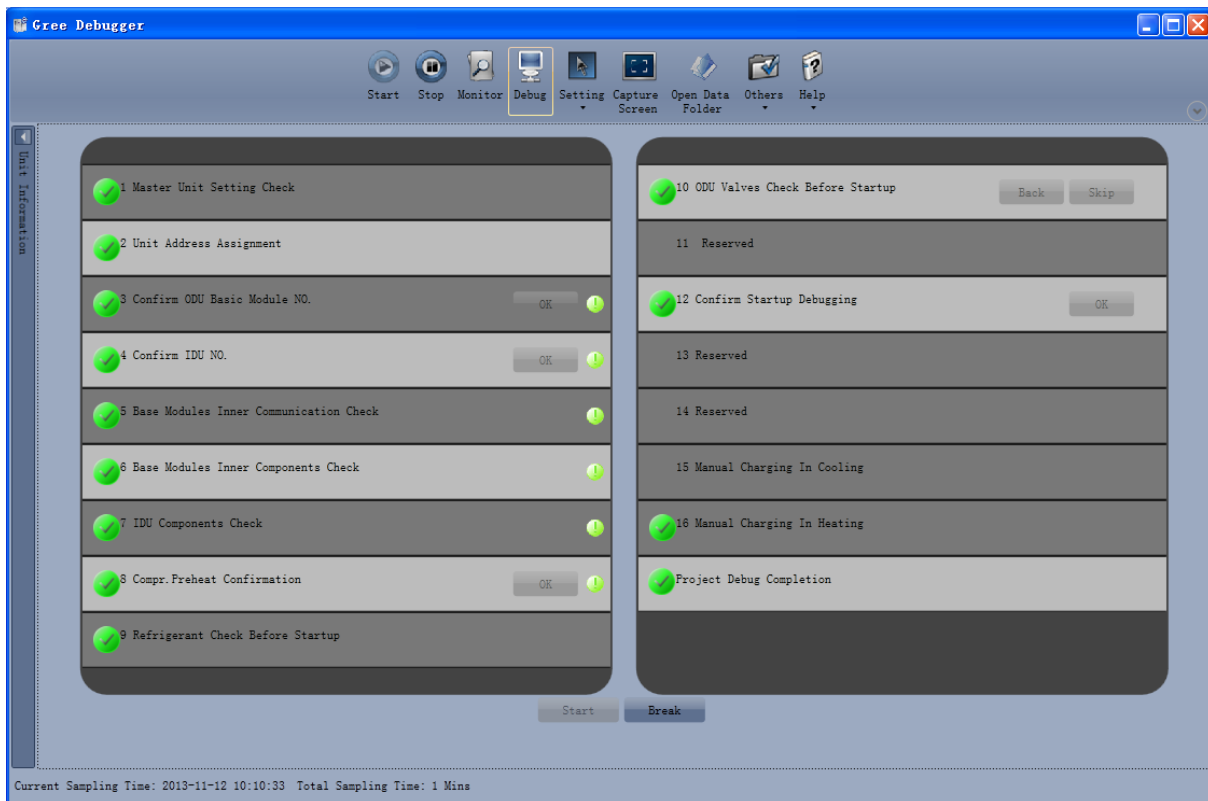 Gree Debugger
Start Stop Monitor Debug Setting Capture Screen Open Data Folder Others Help
Unit Information
1 Master Unit Setting Check
2 Unit Address Assignment
3 Confirm ODU Basic Module NO. OK
4 Confirm IDU NO. OK
5 Base Modules Inner Communication Check
6 Base Modules Inner Components Check
7 IDU Components Check
8 Compr.Preheat Confirmation OK
9 Refrigerant Check Before Startup
10 ODU Valves Check Before Startup Back Skip
11 Reserved
12 Confirm Startup Debugging OK
13 Reserved
14 Reserved
15 Manual Charging In Cooling
16 Manual Charging In Heating
Project Debug Completion
Start Break
Current Sampling Time: 2013-11-12 10:10:33 Total Sampling Time: 1 Mins